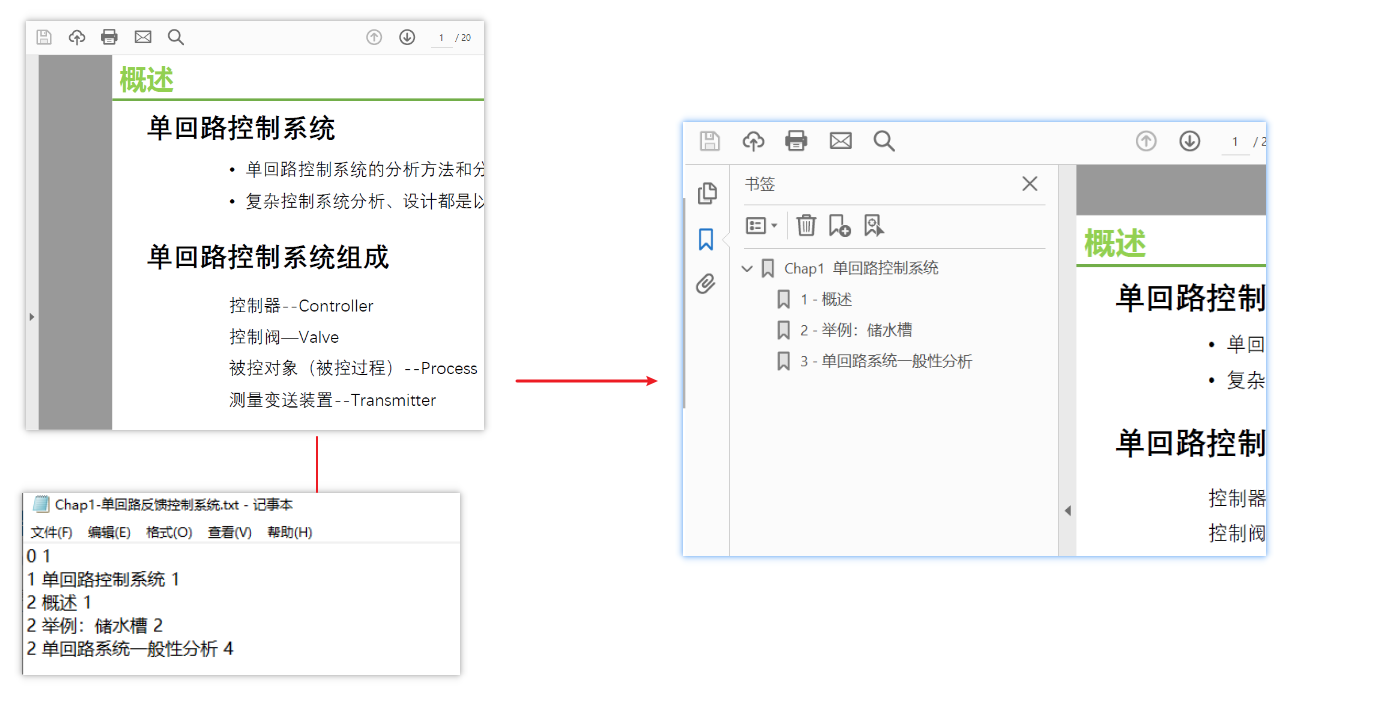 1 / 20
概述
单回路控制系统
• 单回路控制系统的分析方法和分
• 复杂控制系统分析、设计都是以
单回路控制系统组成
控制器--Controller
控制阀—Valve
被控对象（被控过程）--Process
测量变送装置--Transmitter
Chap1-单回路反馈控制系统.txt - 记事本
文件(F) 编辑(E) 格式(O) 查看(V) 帮助(H)
0 1
1 单回路控制系统 1
2 概述 1
2 举例：储水槽 2
2 单回路系统一般性分析 4
1 / 2
书签
Chap1 单回路控制系统
1 - 概述
2 - 举例：储水槽
3 - 单回路系统一般性分析
概述
单回路控制
• 单回
• 复杂
单回路控制
控制器
控制阀